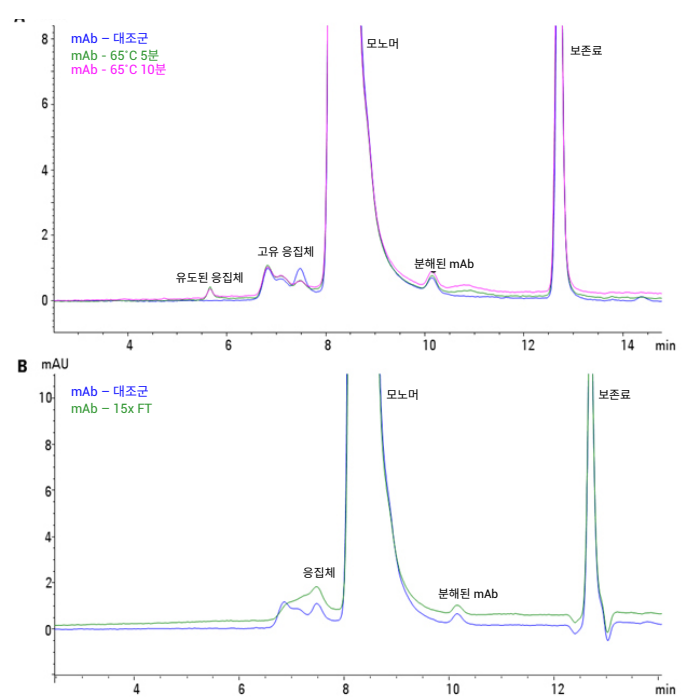 mAb – 대조군
mAb - 65˚C 5분
mAb - 65˚C 10분
모노머
보존료
고유 응집체
유도된 응집체
분해된 mAb
8
6
4
2
0
4 6 8 10 12 14 min
B mAU
mAb – 대조군
mAb – 15x FT
모노머
보존료
응집체
분해된 mAb
10
8
6
4
2
0
4 6 8 10 12 min